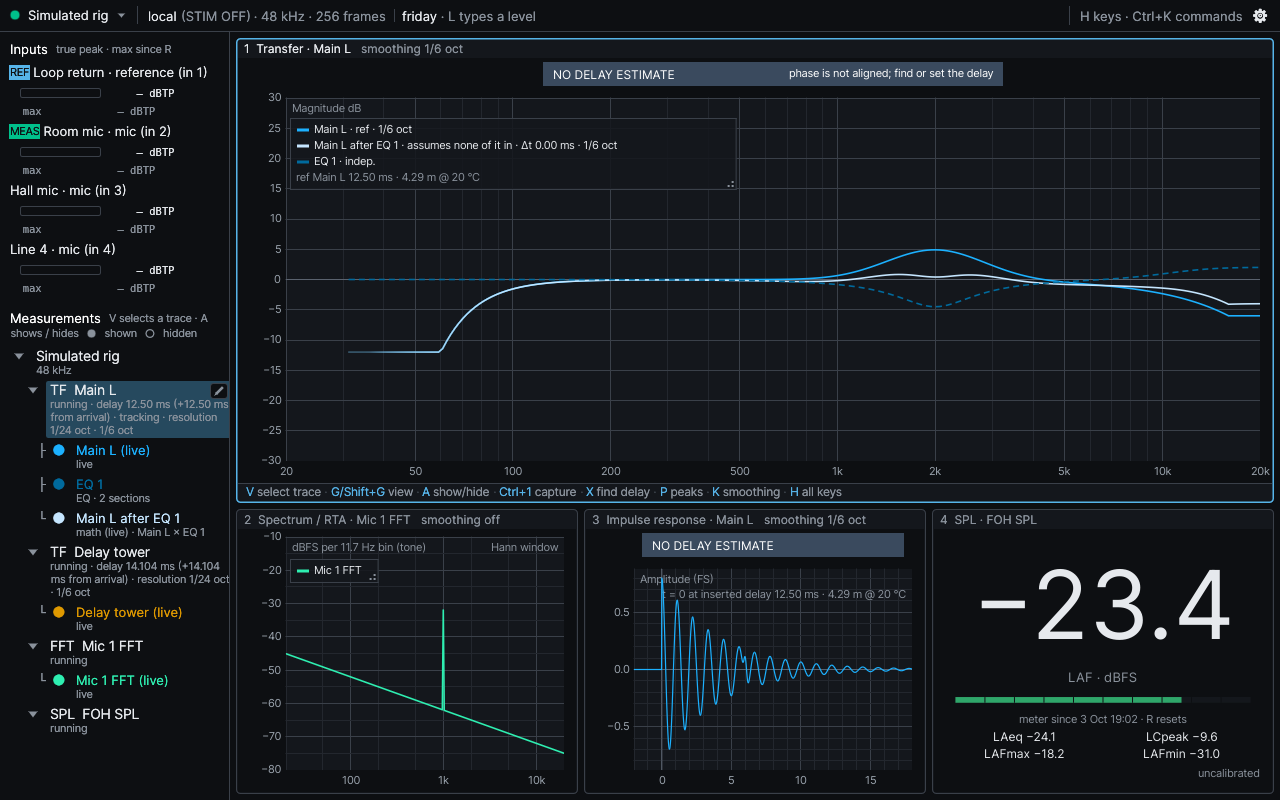 Simulated rig
local (STIM OFF) · 48 kHz · 256 frames
friday · L types a level
H keys · Ctrl+K commands
Inputs true peak · max since R
REF Loop return · reference (in 1)
– dBTP
max – dBTP
MEAS Room mic · mic (in 2)
– dBTP
max – dBTP
Hall mic · mic (in 3)
– dBTP
max – dBTP
Line 4 · mic (in 4)
– dBTP
max – dBTP
Measurements V selects a trace · A
shows / hides shown hidden
Simulated rig
48 kHz
TF Main L
running · delay 12.50 ms (+12.50 ms
from arrival) · tracking · resolution
1/24 oct · 1/6 oct
Main L (live)
live
EQ 1
EQ · 2 sections
Main L after EQ 1
math (live) · Main L × EQ 1
TF Delay tower
running · delay 14.104 ms (+14.104
ms from arrival) · resolution 1/24 oct
· 1/6 oct
Delay tower (live)
live
FFT Mic 1 FFT
running
Mic 1 FFT (live)
live
SPL FOH SPL
running
1 Transfer · Main L smoothing 1/6 oct
NO DELAY ESTIMATE phase is not aligned; find or set the delay
Magnitude dB
Main L · ref · 1/6 oct
Main L after EQ 1 · assumes none of it in · Δt 0.00 ms · 1/6 oct
EQ 1 · indep.
ref Main L 12.50 ms · 4.29 m @ 20 °C
30
25
20
15
10
5
0
−5
−10
−15
−20
−25
−30
20 50 100 200 500 1k 2k 5k 10k 20k
V select trace · G/Shift+G view · A show/hide · Ctrl+1 capture · X find delay · P peaks · K smoothing · H all keys
2 Spectrum / RTA · Mic 1 FFT smoothing off
dBFS per 11.7 Hz bin (tone) Hann window
Mic 1 FFT
−10
−20
−30
−40
−50
−60
−70
−80
100 1k 10k
3 Impulse response · Main L smoothing 1/6 oct
NO DELAY ESTIMATE
Amplitude (FS)
t = 0 at inserted delay 12.50 ms · 4.29 m @ 20 °C
0.5
0.0
−0.5
0 5 10 15
4 SPL · FOH SPL
−23.4
LAF · dBFS
meter since 3 Oct 19:02 · R resets
LAeq −24.1 LCpeak −9.6
LAFmax −18.2 LAFmin −31.0
uncalibrated